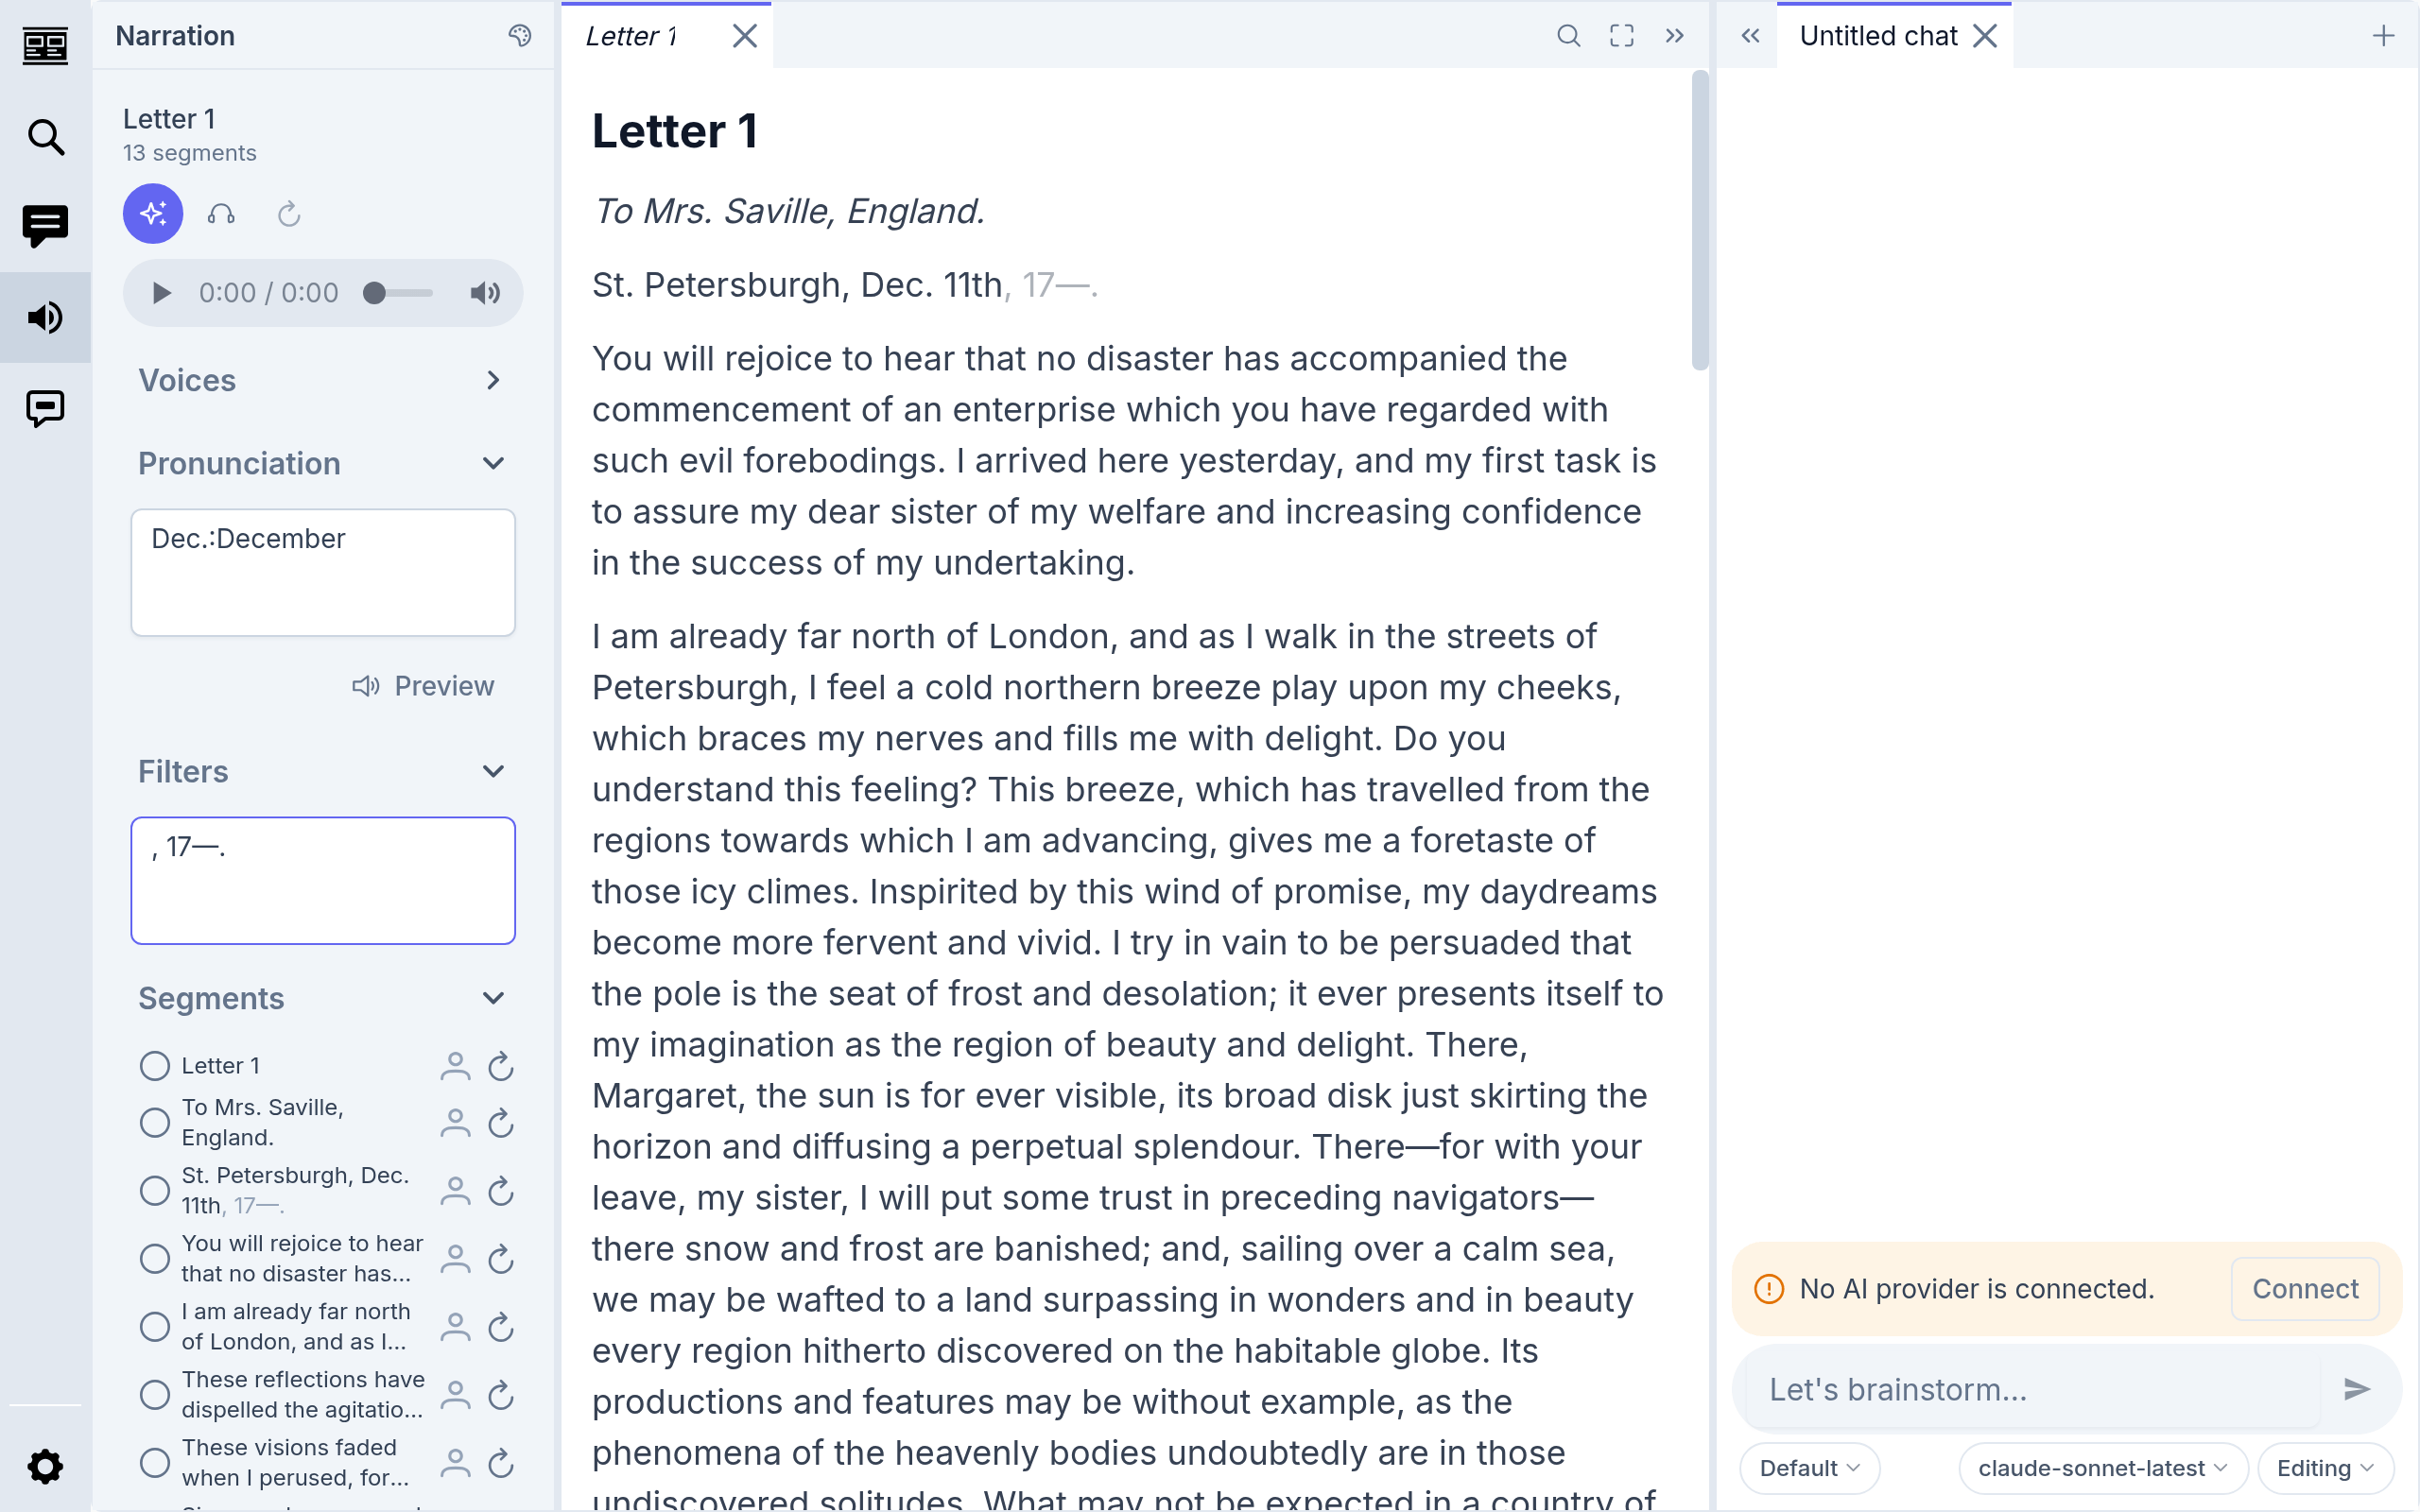 Narration
Letter 1
13 segments
0:00 / 0:00
Voices
Pronunciation
Dec.:December
Preview
Filters
, 17—.
Segments
Letter 1
To Mrs. Saville,
England.
St. Petersburgh, Dec.
11th, 17—.
You will rejoice to hear
that no disaster has...
I am already far north
of London, and as I...
These reflections have
dispelled the agitatio...
These visions faded
when I perused, for...
Letter 1
Letter 1
To Mrs. Saville, England.
St. Petersburgh, Dec. 11th, 17—.
You will rejoice to hear that no disaster has accompanied the
commencement of an enterprise which you have regarded with
such evil forebodings. I arrived here yesterday, and my first task is
to assure my dear sister of my welfare and increasing confidence
in the success of my undertaking.
I am already far north of London, and as I walk in the streets of
Petersburgh, I feel a cold northern breeze play upon my cheeks,
which braces my nerves and fills me with delight. Do you
understand this feeling? This breeze, which has travelled from the
regions towards which I am advancing, gives me a foretaste of
those icy climes. Inspirited by this wind of promise, my daydreams
become more fervent and vivid. I try in vain to be persuaded that
the pole is the seat of frost and desolation; it ever presents itself to
my imagination as the region of beauty and delight. There,
Margaret, the sun is for ever visible, its broad disk just skirting the
horizon and diffusing a perpetual splendour. There—for with your
leave, my sister, I will put some trust in preceding navigators—
there snow and frost are banished; and, sailing over a calm sea,
we may be wafted to a land surpassing in wonders and in beauty
every region hitherto discovered on the habitable globe. Its
productions and features may be without example, as the
phenomena of the heavenly bodies undoubtedly are in those
undiscovered solitudes. What may not be expected in a country of
Untitled chat
No AI provider is connected.
Connect
Let's brainstorm...
Default
claude-sonnet-latest
Editing